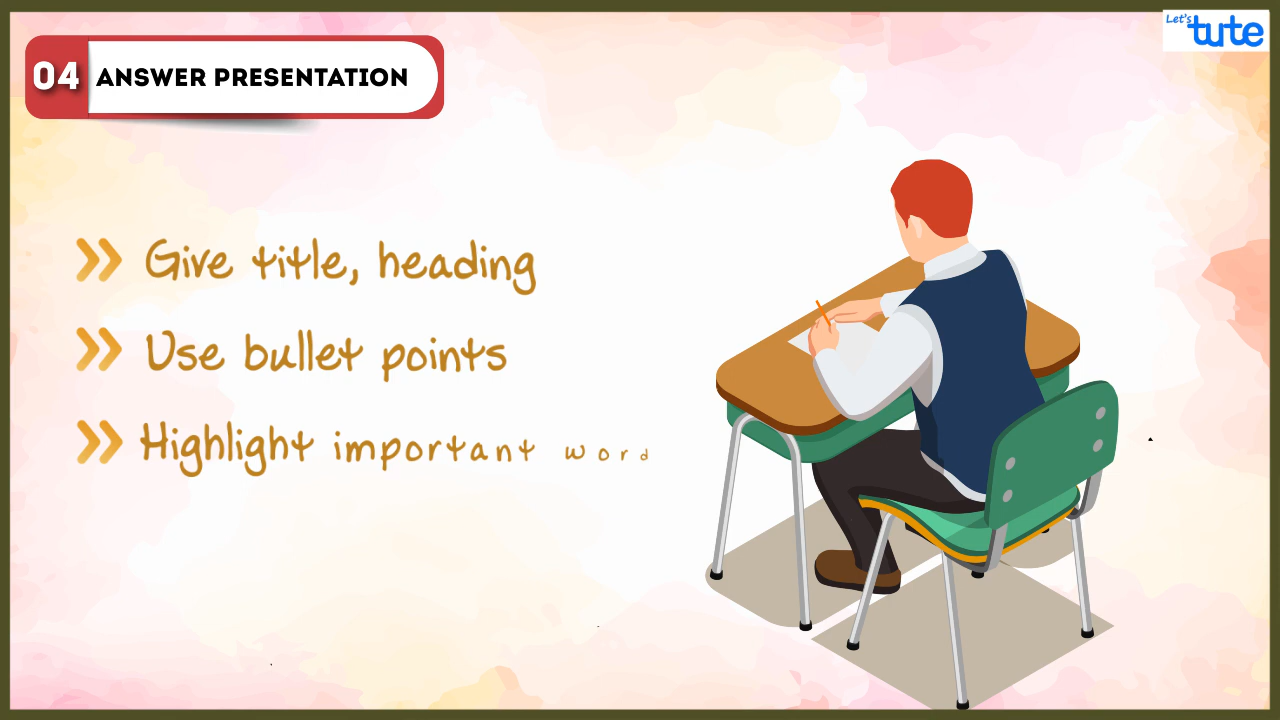 Let's
tute
04 ANSWER PRESENTATION
Give title, heading
Use bullet points
Highlight important word